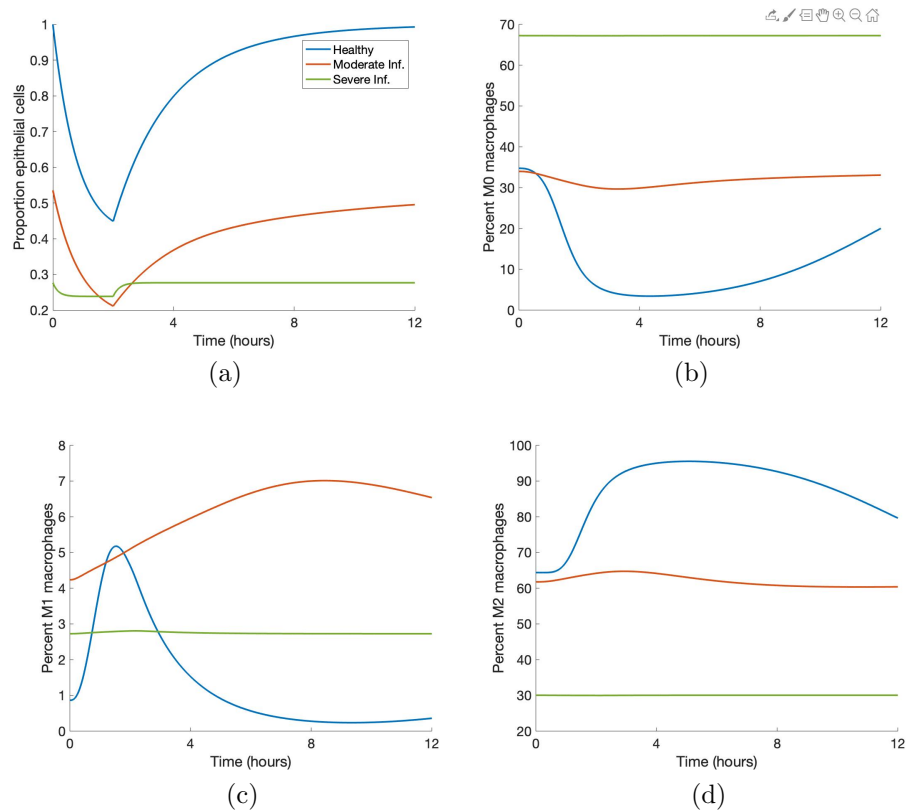 1
0.9
0.8
0.7
0.6
0.5
0.4
0.3
0.2
0 4 8 12
Proportion epithelial cells
Time (hours)
Healthy
Moderate Inf.
Severe Inf.
(a)
70
60
50
40
30
20
10
0
0 4 8 12
Percent M0 macrophages
Time (hours)
(b)
8
7
6
5
4
3
2
1
0
0 4 8 12
Percent M1 macrophages
Time (hours)
(c)
100
90
80
70
60
50
40
30
20
0 4 8 12
Percent M2 macrophages
Time (hours)
(d)